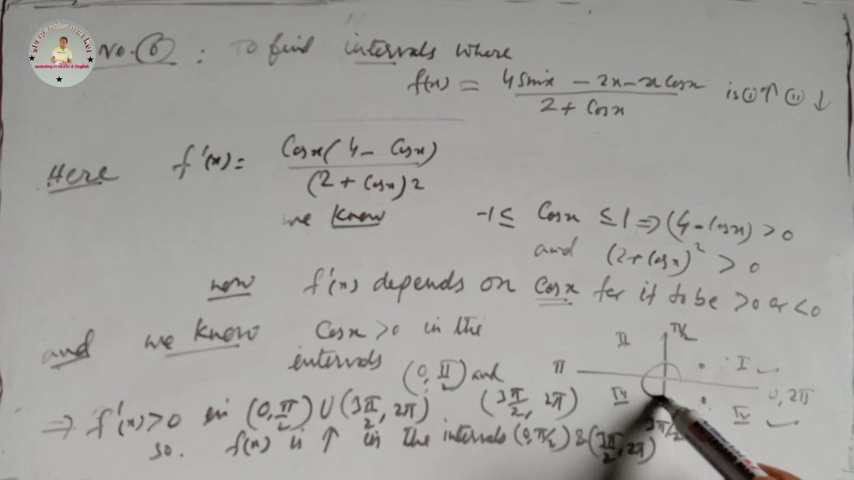 No. (6) : To find intervals where
f(x) = (4 sin x - 2x - x cos x) / (2 + Cos x) is (i) ↑ (ii) ↓
Here f'(x) = Cos x (4 - Cos x) / (2 + Cos x)2
we know -1 ≤ Cos x ≤ 1 ⇒ (4 - Cos x) > 0
and (2 + Cos x)² > 0
now f'(x) depends on Cos x for it to be > 0 or < 0
and we know Cos x > 0 in the
intervals (0, π/2) and
(3π/2, 2π)
⇒ f'(x) > 0 in (0, π/2) U (3π/2, 2π)
so. f(x) is ↑ in the intervals (0, π/2) & (3π/2, 2π)
π/2
II I
π 0, 2π
IV
3π/2